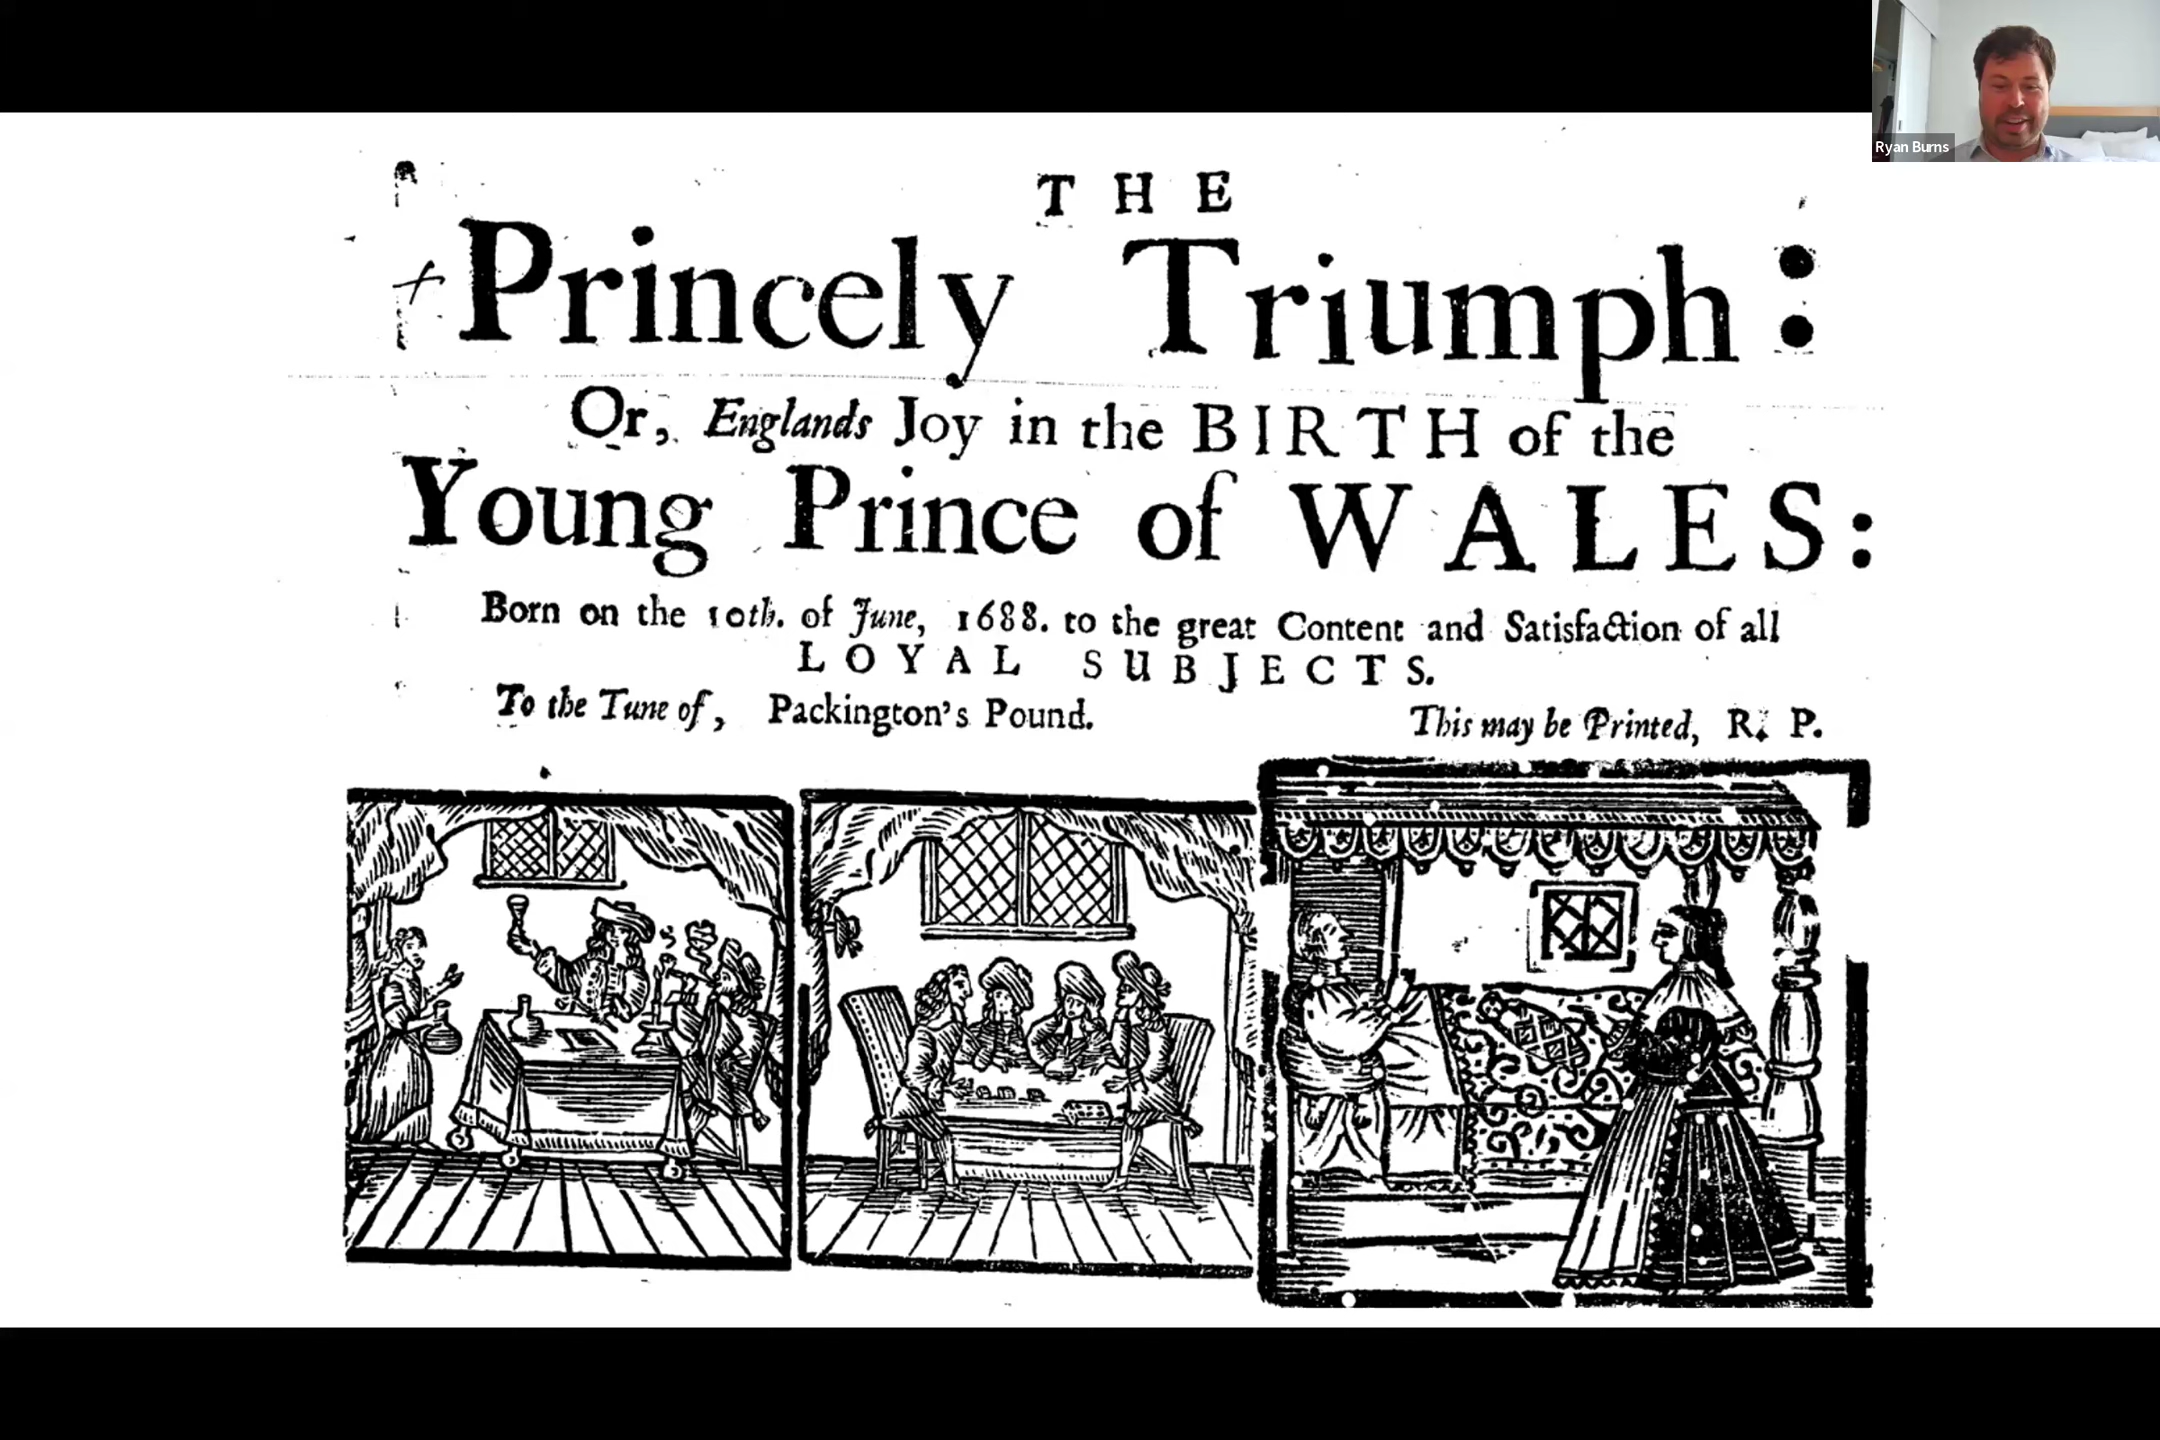 THE
Princely Triumph:
Or, Englands Joy in the BIRTH of the
Young Prince of WALES:
Born on the 10th. of June, 1688. to the great Content and Satisfaction of all
LOYAL SUBJECTS.
To the Tune of, Packington's Pound.
This may be Printed, R. P.
Ryan Burns